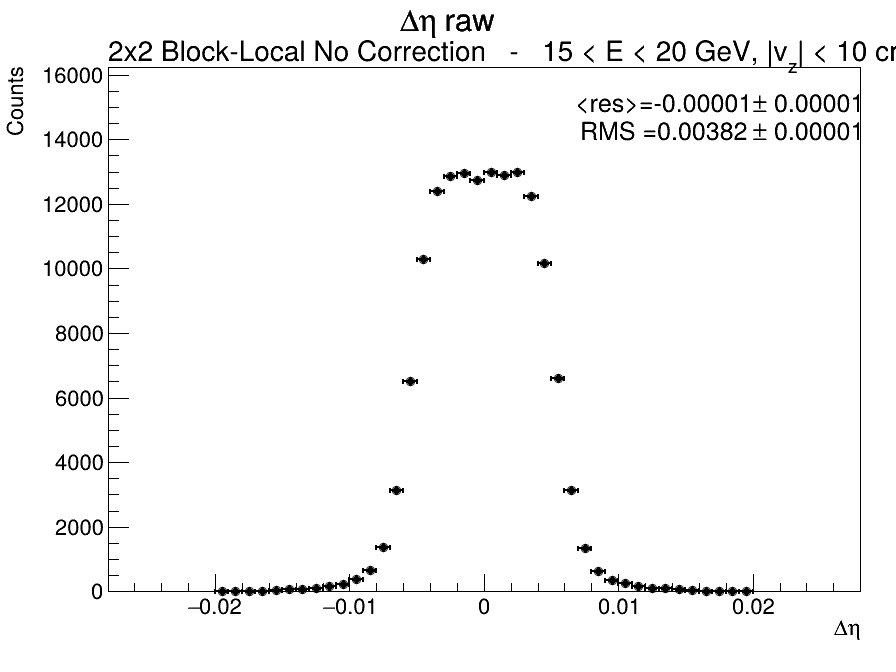 Δη raw
2x2 Block-Local No Correction - 15 < E < 20 GeV, |v_z| < 10 cm
Counts
<res>=-0.00001± 0.00001
RMS =0.00382± 0.00001
16000
14000
12000
10000
8000
6000
4000
2000
0
−0.02 −0.01 0 0.01 0.02
Δη